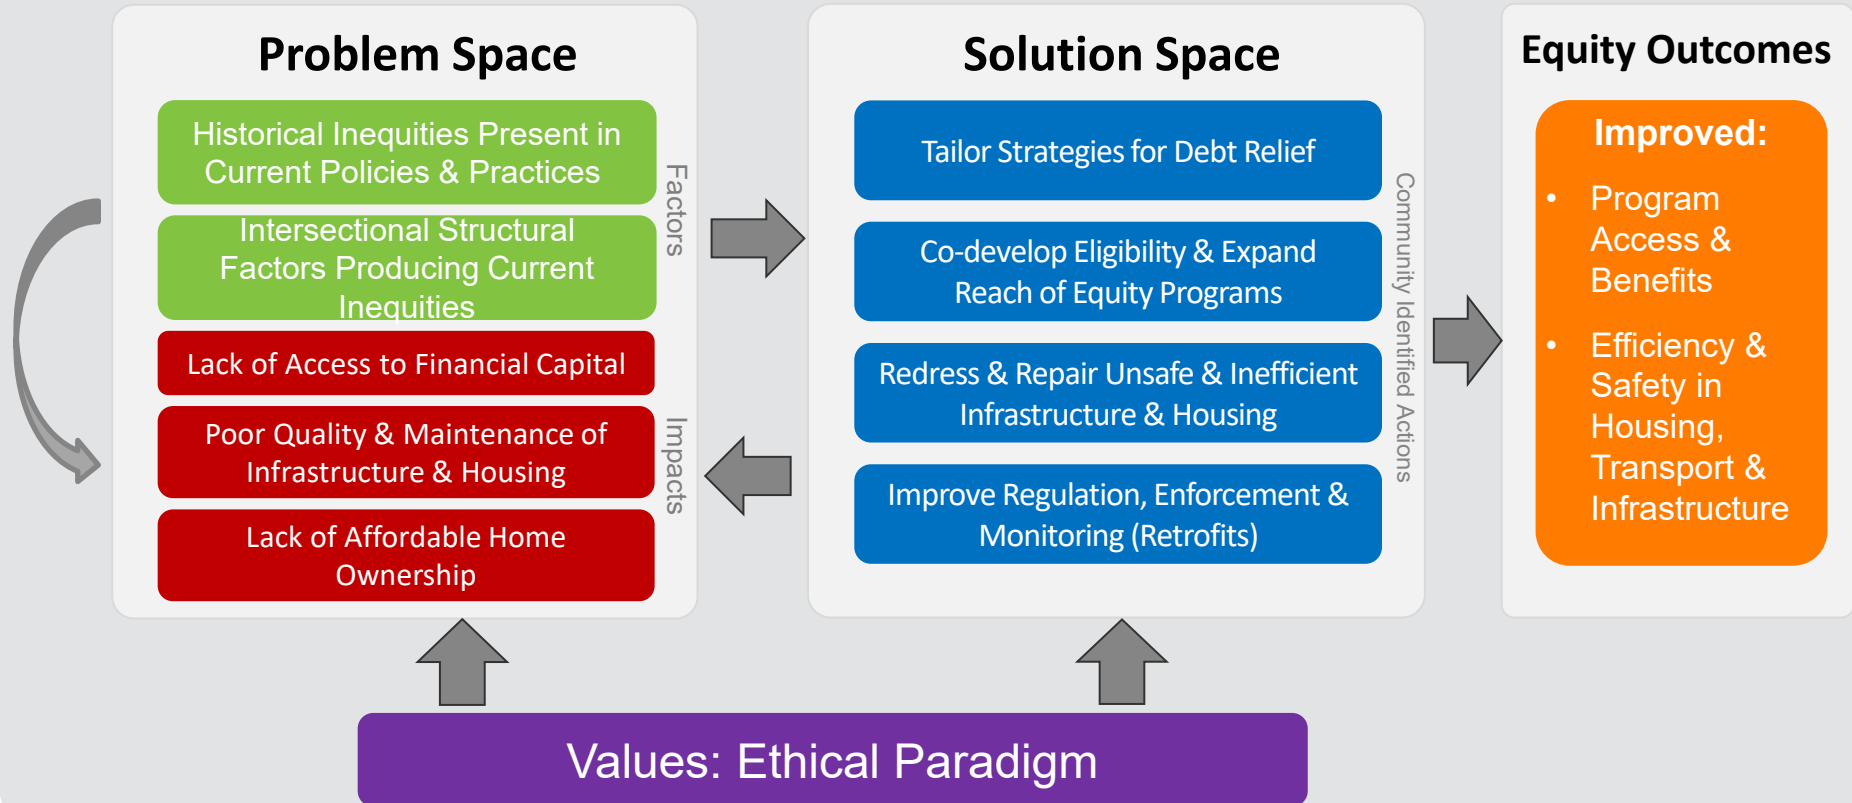 Problem Space
Historical Inequities Present in
Current Policies & Practices
Intersectional Structural
Factors Producing Current
Inequities
Factors
Lack of Access to Financial Capital
Poor Quality & Maintenance of
Infrastructure & Housing
Lack of Affordable Home
Ownership
Impacts
Solution Space
Tailor Strategies for Debt Relief
Co-develop Eligibility & Expand
Reach of Equity Programs
Redress & Repair Unsafe & Inefficient
Infrastructure & Housing
Improve Regulation, Enforcement &
Monitoring (Retrofits)
Community Identified Actions
Equity Outcomes
Improved:
• Program
Access &
Benefits
• Efficiency &
Safety in
Housing,
Transport &
Infrastructure
Values: Ethical Paradigm